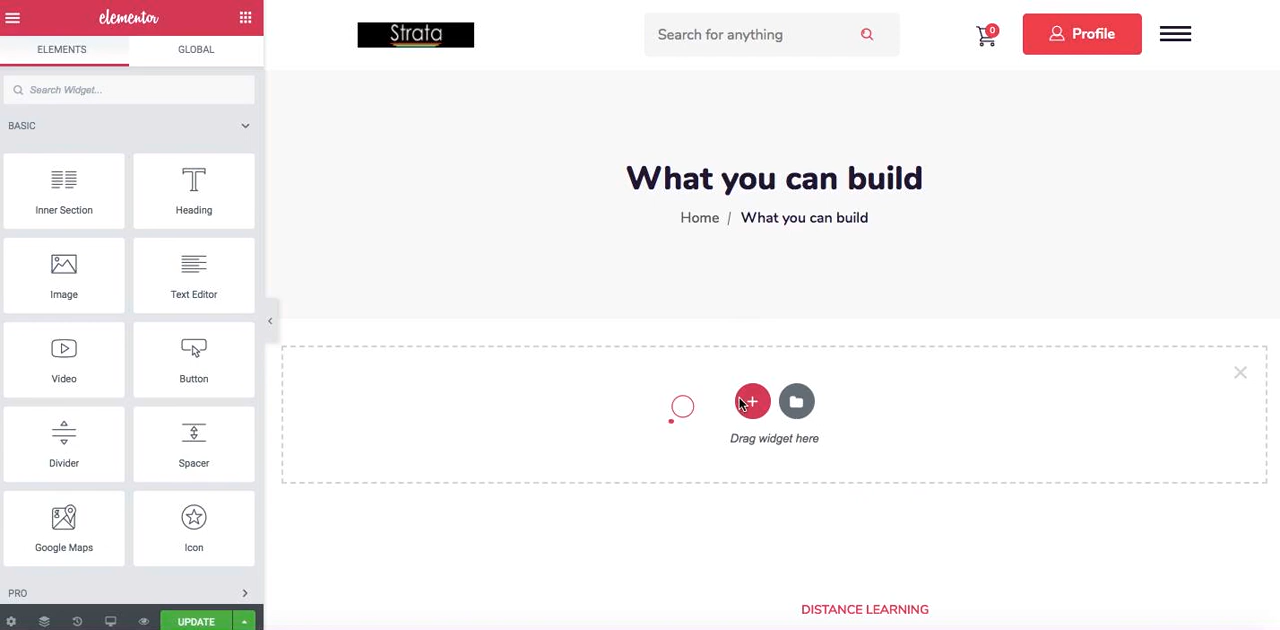 elementor
ELEMENTS GLOBAL
Search Widget...
BASIC
Inner Section Heading
Image Text Editor
Video Button
Divider Spacer
Google Maps Icon
PRO
UPDATE
Strata
Search for anything
0
Profile
What you can build
Home / What you can build
Drag widget here
DISTANCE LEARNING